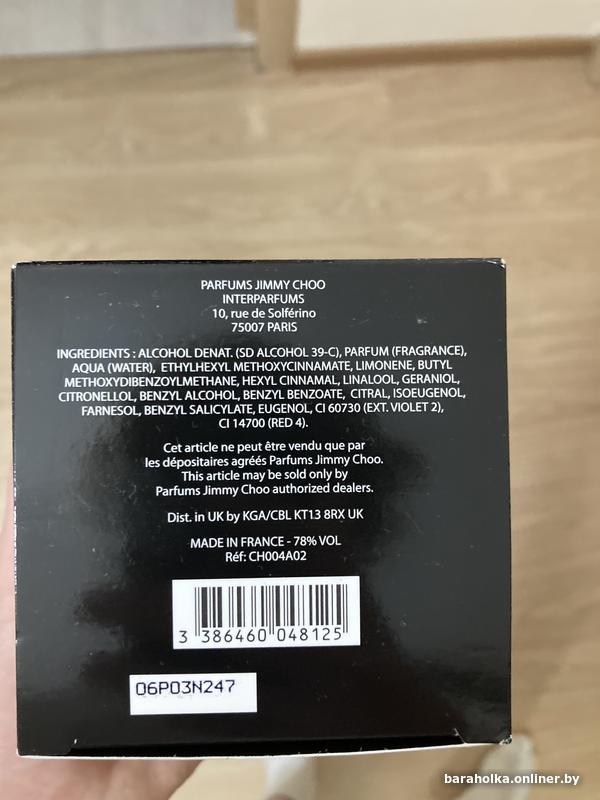 PARFUMS JIMMY CHOO
INTERPARFUMS
10, rue de Solférino
75007 PARIS
INGREDIENTS : ALCOHOL DENAT. (SD ALCOHOL 39-C), PARFUM (FRAGRANCE),
AQUA (WATER), ETHYLHEXYL METHOXYCINNAMATE, LIMONENE, BUTYL
METHOXYDIBENZOYLMETHANE, HEXYL CINNAMAL, LINALOOL, GERANIOL,
CITRONELLOL, BENZYL ALCOHOL, BENZYL BENZOATE, CITRAL, ISOEUGENOL,
FARNESOL, BENZYL SALICYLATE, EUGENOL, CI 60730 (EXT. VIOLET 2),
CI 14700 (RED 4).
Cet article ne peut être vendu que par
les dépositaires agréés Parfums Jimmy Choo.
This article may be sold only by
Parfums Jimmy Choo authorized dealers.
Dist. in UK by KGA/CBL KT13 8RX UK
MADE IN FRANCE - 78% VOL
Réf: CH004A02
3 386460 048125
06P03N247
baraholka.onliner.by